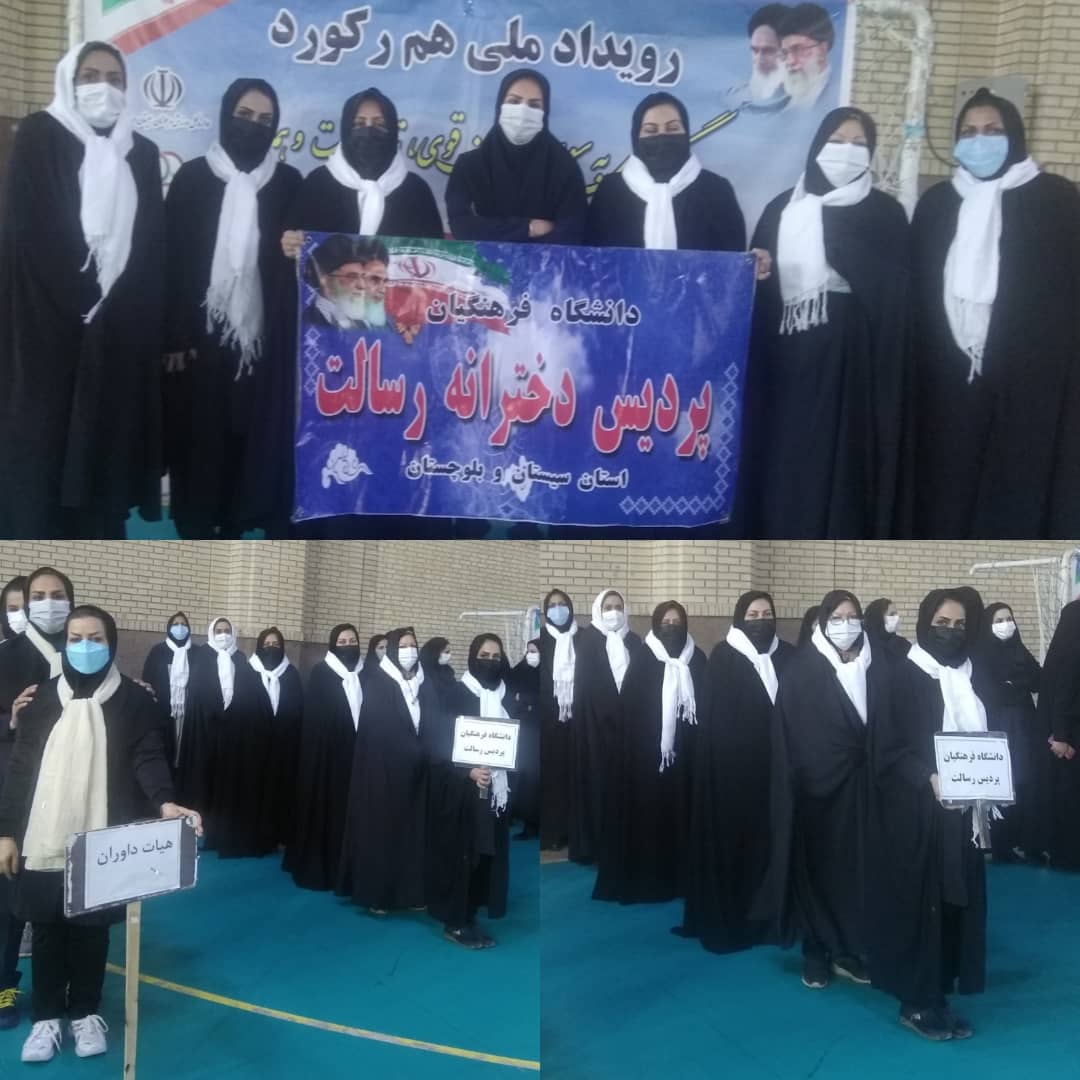 رویداد ملی هم رکورد
قوی،
دانشگاه فرهنگیان
پردیس دخترانه رسالت
استان سیستان و بلوچستان
هیات داوران
دانشگاه فرهنگیان
پردیس رسالت
دانشگاه فرهنگیان
پردیس رسالت